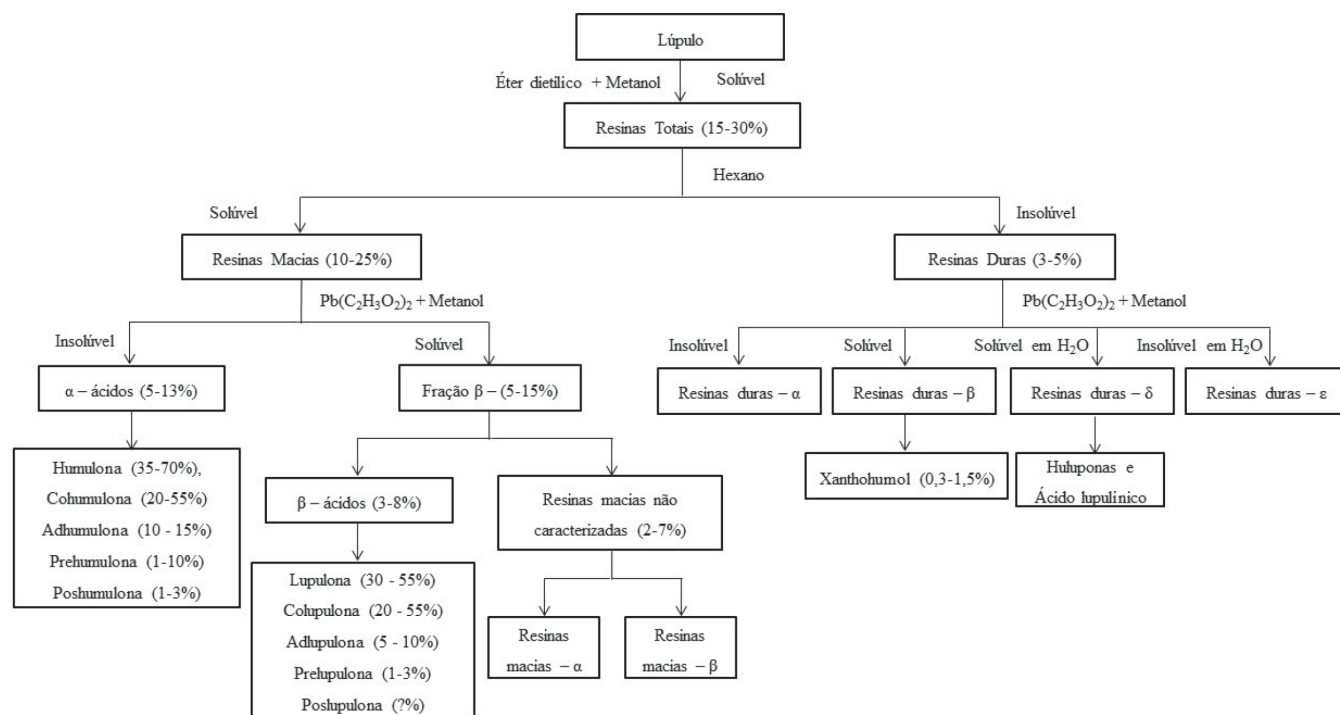 Lúpulo
Éter dietílico + Metanol
Solúvel
Resinas Totais (15-30%)
Hexano
Solúvel
Insolúvel
Resinas Macias (10-25%)
Resinas Duras (3-5%)
Pb(C₂H₃O₂)₂ + Metanol
Pb(C₂H₃O₂)₂ + Metanol
Insolúvel
Solúvel
Insolúvel
Solúvel
Solúvel em H₂O
Insolúvel em H₂O
α – ácidos (5-13%)
Fração β – (5-15%)
Resinas duras – α
Resinas duras – β
Resinas duras – δ
Resinas duras – ε
Humulona (35-70%),
Cohumulona (20-55%)
Adhumulona (10 - 15%)
Prehumulona (1-10%)
Poshumulona (1-3%)
β – ácidos (3-8%)
Resinas macias não
caracterizadas (2-7%)
Xanthohumol (0,3-1,5%)
Huluponas e
Ácido lupulínico
Lupulona (30 - 55%)
Colupulona (20 - 55%)
Adlupulona (5 - 10%)
Prelupulona (1-3%)
Poslupulona (?%)
Resinas
macias – α
Resinas
macias – β